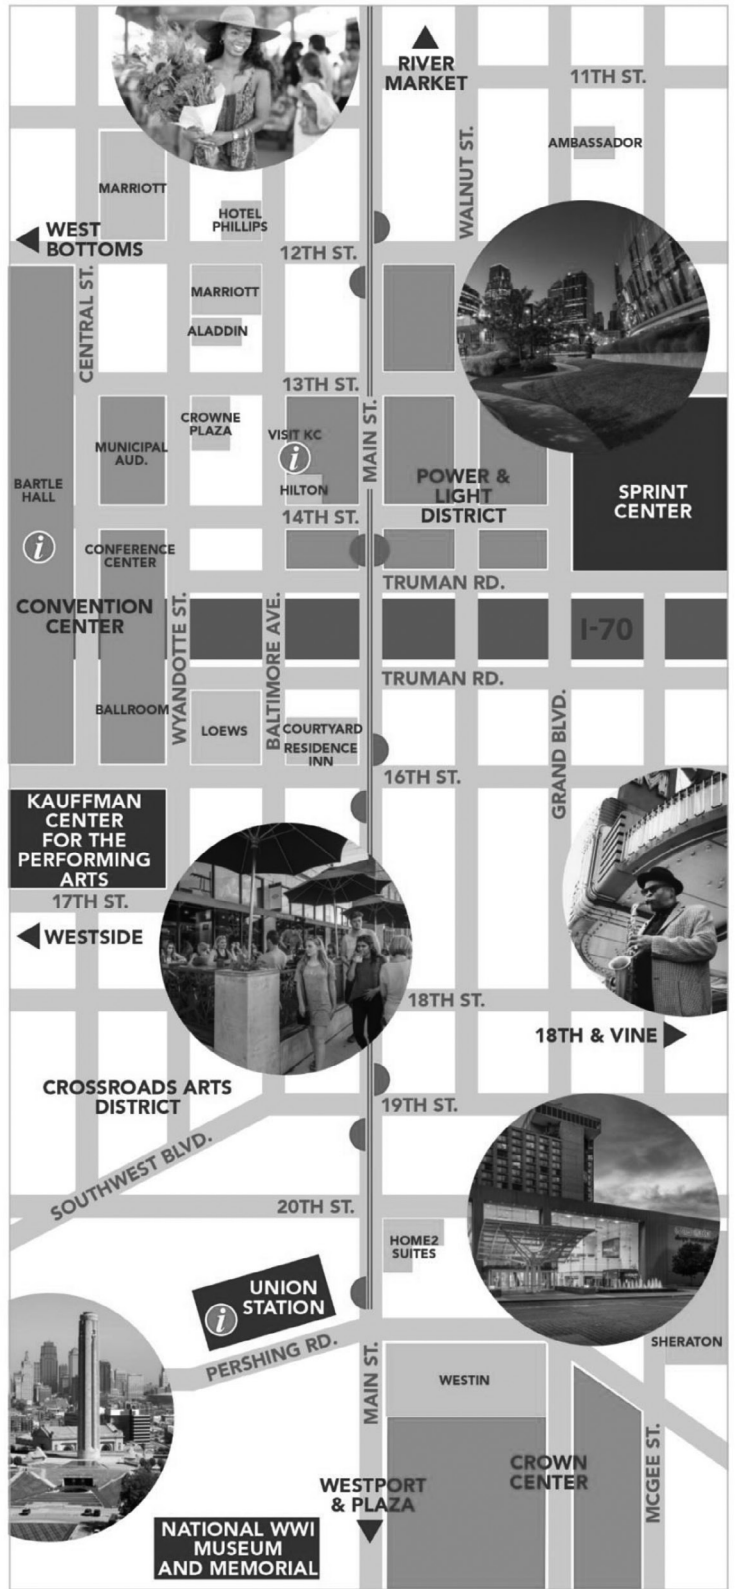 RIVER
MARKET
11TH ST.
WALNUT ST.
AMBASSADOR
MARRIOTT
HOTEL
PHILLIPS
WEST
BOTTOMS
12TH ST.
CENTRAL ST.
MARRIOTT
ALADDIN
13TH ST.
MAIN ST.
CROWNE
PLAZA
VISIT KC
i
HILTON
MUNICIPAL
AUD.
BARTLE
HALL
i
POWER &
LIGHT
DISTRICT
SPRINT
CENTER
14TH ST.
CONFERENCE
CENTER
TRUMAN RD.
CONVENTION
CENTER
WYANDOTTE ST.
BALTIMORE AVE.
I-70
TRUMAN RD.
BALLROOM
LOEWS
COURTYARD
RESIDENCE
INN
GRAND BLVD.
16TH ST.
KAUFFMAN
CENTER
FOR THE
PERFORMING
ARTS
17TH ST.
WESTSIDE
18TH ST.
18TH & VINE
CROSSROADS ARTS
DISTRICT
19TH ST.
SOUTHWEST BLVD.
20TH ST.
HOME2
SUITES
UNION
STATION
i
PERSHING RD.
SHERATON
WESTIN
MAIN ST.
CROWN
CENTER
MCGEE ST.
WESTPORT
& PLAZA
NATIONAL WWI
MUSEUM
AND MEMORIAL